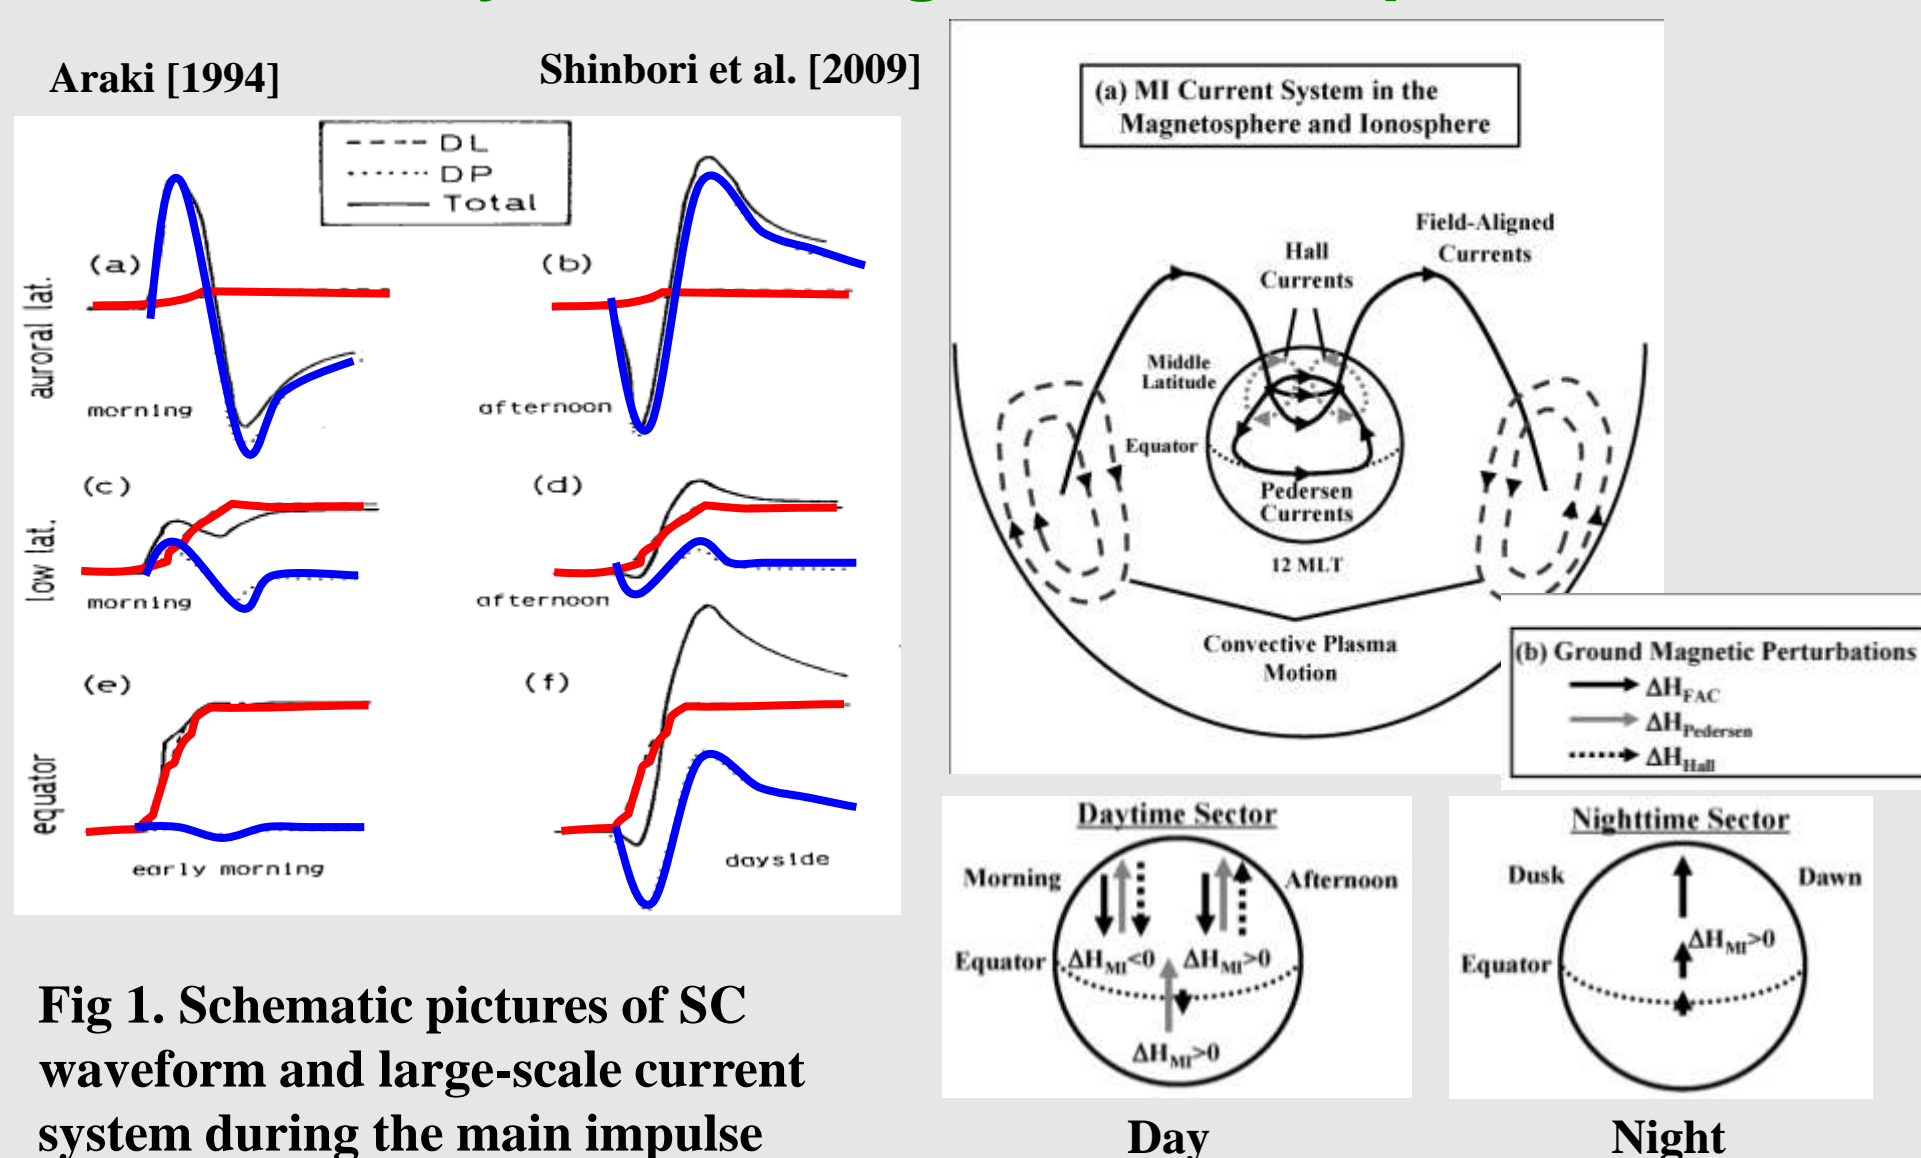 Araki [1994]
Shinbori et al. [2009]
DL
DP
Total
auroral lat.
(a)
morning
(b)
afternoon
low lat.
(c)
morning
(d)
afternoon
equator
(e)
early morning
(f)
dayside
(a) MI Current System in the
Magnetosphere and Ionosphere
Field-Aligned
Currents
Hall
Currents
Middle
Latitude
Equator
Pedersen
Currents
12 MLT
Convective Plasma
Motion
(b) Ground Magnetic Perturbations
ΔH_FAC
ΔH_Pedersen
ΔH_Hall
Daytime Sector
Morning
Afternoon
Equator
ΔH_MI<0
ΔH_MI>0
ΔH_MI>0
Day
Nighttime Sector
Dusk
Dawn
ΔH_MI>0
Equator
Night
Fig 1. Schematic pictures of SC
waveform and large-scale current
system during the main impulse